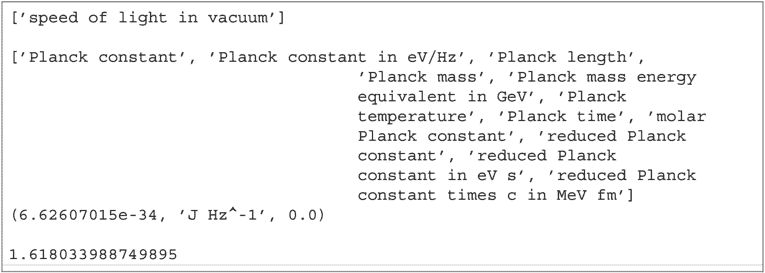 ['speed of light in vacuum']
['Planck constant', 'Planck constant in eV/Hz', 'Planck length',
'Planck mass', 'Planck mass energy
equivalent in GeV', 'Planck
temperature', 'Planck time', 'molar
Planck constant', 'reduced Planck
constant', 'reduced Planck
constant in eV s', 'reduced Planck
constant times c in MeV fm']
(6.62607015e-34, 'J Hz^-1', 0.0)
1.618033988749895